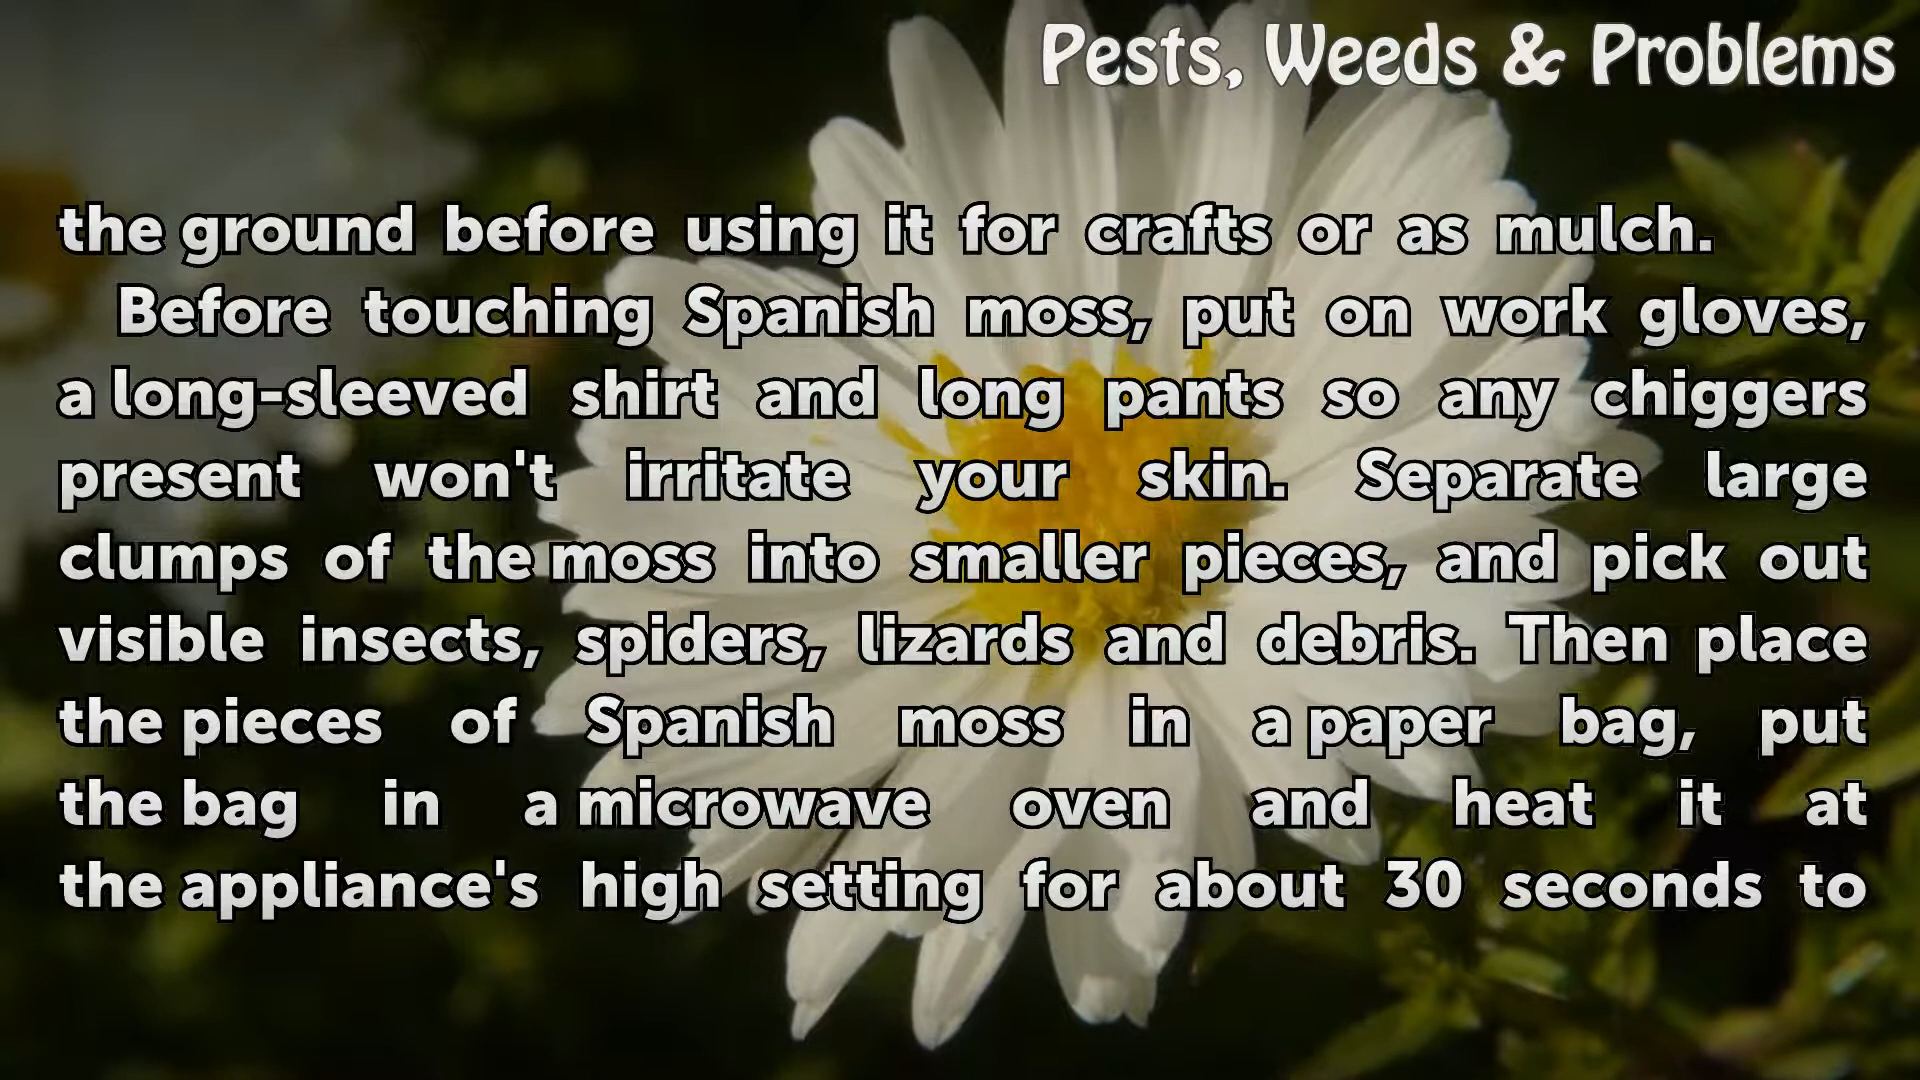 Pests, Weeds & Problems
the ground before using it for crafts or as mulch.
Before touching Spanish moss, put on work gloves,
a long-sleeved shirt and long pants so any chiggers
present won't irritate your skin. Separate large
clumps of the moss into smaller pieces, and pick out
visible insects, spiders, lizards and debris. Then place
the pieces of Spanish moss in a paper bag, put
the bag in a microwave oven and heat it at
the appliance's high setting for about 30 seconds to